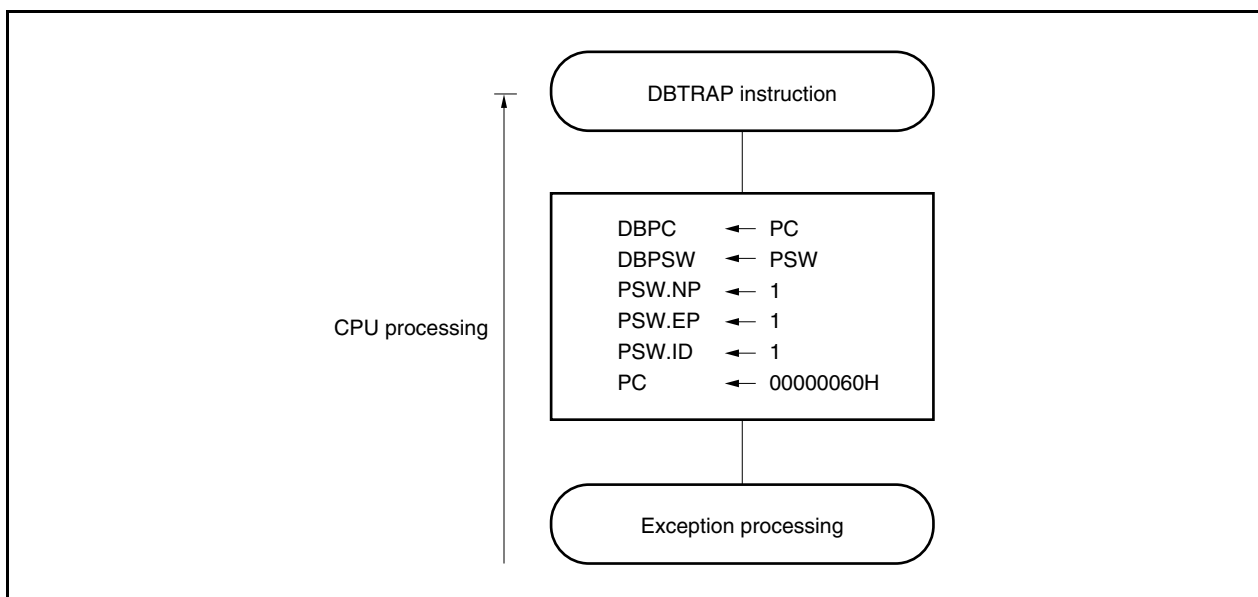 DBTRAP instruction
DBPC ← PC
DBPSW ← PSW
PSW.NP ← 1
PSW.EP ← 1
PSW.ID ← 1
PC ← 00000060H
CPU processing
Exception processing